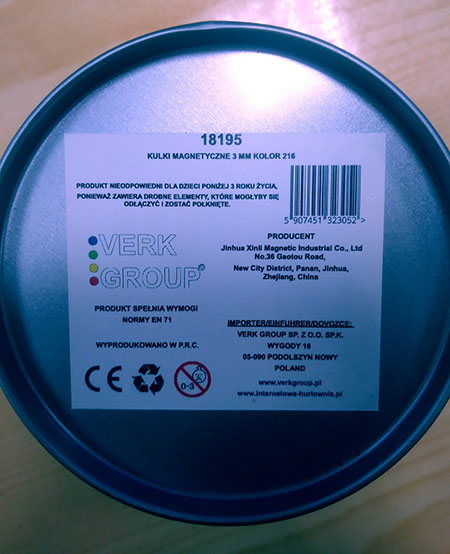 18195
KULKI MAGNETYCZNE 3 MM KOLOR 216
PRODUKT NIEODPOWIEDNI DLA DZIECI PONIŻEJ 3 ROKU ŻYCIA,
PONIEWAŻ ZAWIERA DROBNE ELEMENTY, KTÓRE MOGŁYBY SIĘ
ODŁĄCZYĆ I ZOSTAĆ POŁKNIĘTE.
5 907451 323052 >
VERK
GROUP®
PRODUCENT
Jinhua Xinli Magnetic Industrial Co., Ltd
No.36 Gaotou Road,
New City District, Panan, Jinhua,
Zhejiang, China
PRODUKT SPEŁNIA WYMOGI
NORMY EN 71
WYPRODUKOWANO W P.R.C.
CE
0-3
IMPORTER/EINFUHRER/DOVOZCE:
VERK GROUP SP. Z O.O. SP.K.
WYGODY 16
05-090 PODOLSZYN NOWY
POLAND
www.verkgroup.pl
www.internetowa-hurtownia.pl